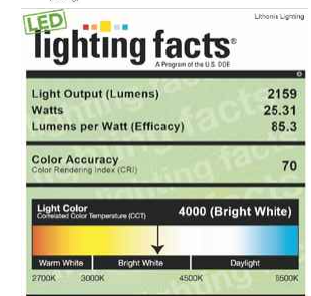 Lithonia Lighting
LED
lighting facts®
A Program of the U.S. DOE
Light Output (Lumens) 2159
Watts 25.31
Lumens per Watt (Efficacy) 85.3
Color Accuracy 70
Color Rendering Index (CRI)
Light Color 4000 (Bright White)
Correlated Color Temperature (CCT)
Warm White Bright White Daylight
2700K 3000K 4500K 6500K